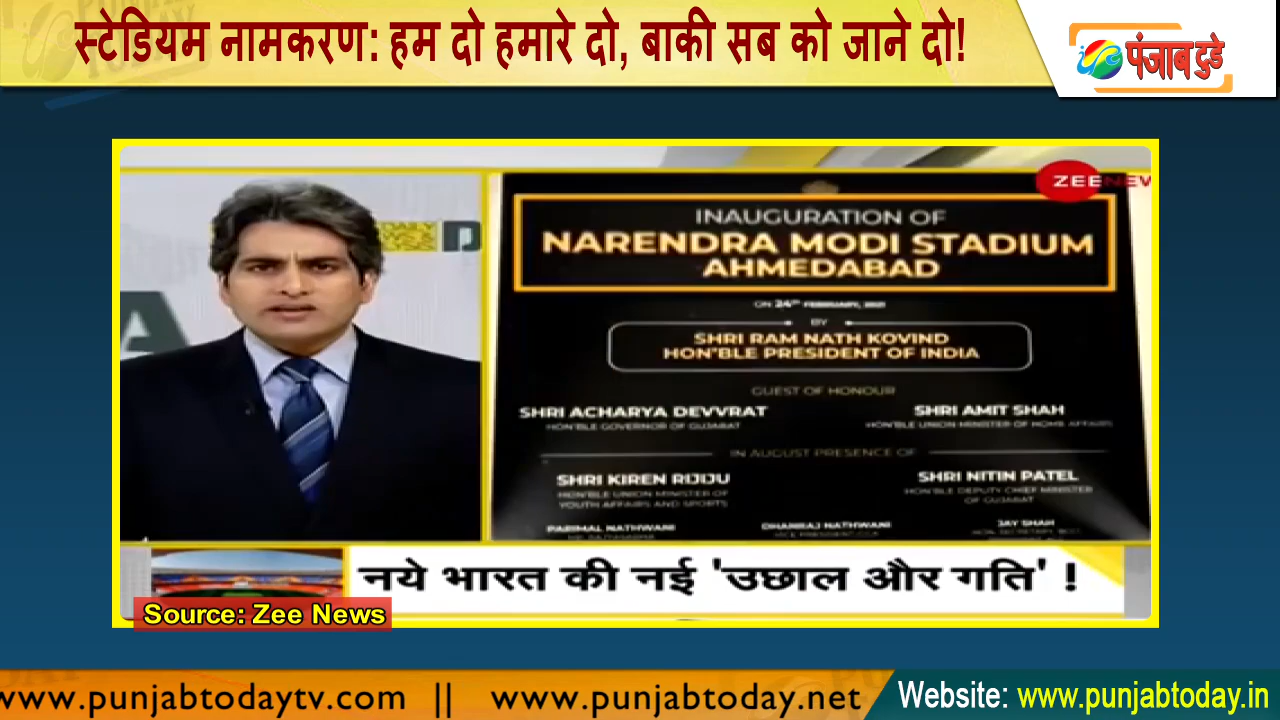 स्टेडियम नामकरण: हम दो हमारे दो, बाकी सब को जाने दो!
पंजाब टुडे
ZEE NEWS
INAUGURATION OF
NARENDRA MODI STADIUM
AHMEDABAD
ON 24TH FEBRUARY, 2021
BY
SHRI RAM NATH KOVIND
HON'BLE PRESIDENT OF INDIA
GUEST OF HONOUR
SHRI ACHARYA DEVVRAT
HON'BLE GOVERNOR OF GUJARAT
SHRI AMIT SHAH
HON'BLE UNION MINISTER OF HOME AFFAIRS
IN AUGUST PRESENCE OF
SHRI KIREN RIJIJU
HON'BLE UNION MINISTER OF
YOUTH AFFAIRS AND SPORTS
SHRI NITIN PATEL
HON'BLE DEPUTY CHIEF MINISTER
OF GUJARAT
PARIMAL NATHWANI
DHANRAJ NATHWANI
JAY SHAH
नये भारत की नई 'उछाल और गति' !
Source: Zee News
www.punjabtodaytv.com || www.punjabtoday.net
Website: www.punjabtoday.in